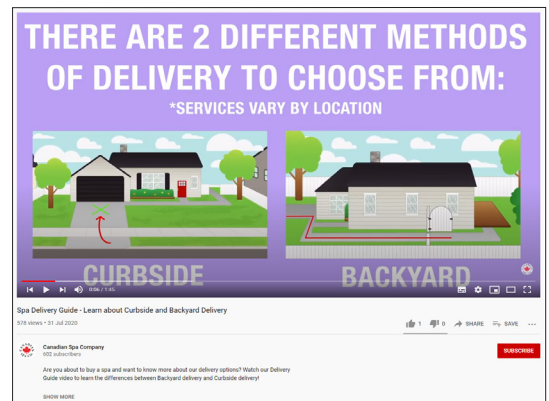 THERE ARE 2 DIFFERENT METHODS
OF DELIVERY TO CHOOSE FROM:
*SERVICES VARY BY LOCATION
CURBSIDE
BACKYARD
0:06 / 1:45
Spa Delivery Guide - Learn about Curbside and Backyard Delivery
578 views • 31 Jul 2020
1
0
SHARE
SAVE
Canadian Spa Company
602 subscribers
SUBSCRIBE
Are you about to buy a spa and want to know more about our delivery options? Watch our Delivery
Guide video to learn the differences between Backyard delivery and Curbside delivery!
SHOW MORE